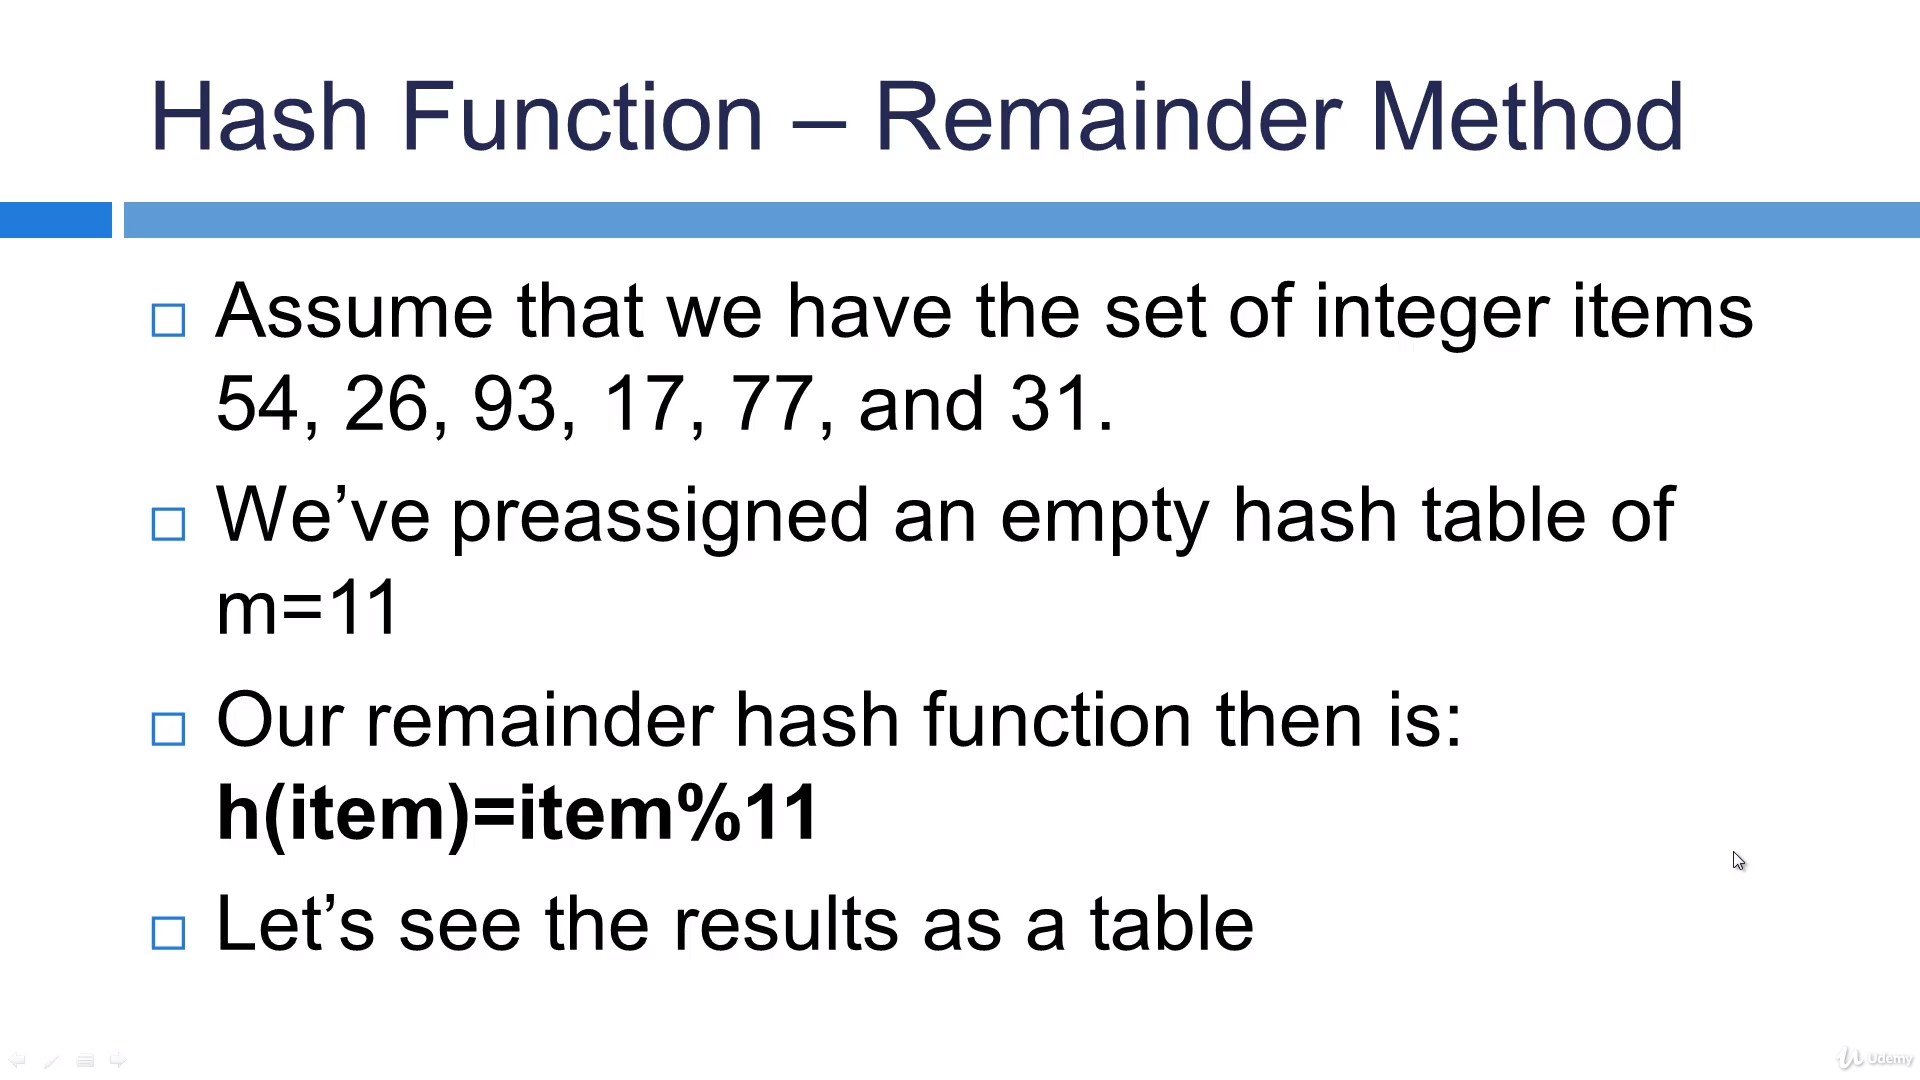 Hash Function – Remainder Method
Assume that we have the set of integer items
54, 26, 93, 17, 77, and 31.
We’ve preassigned an empty hash table of
m=11
Our remainder hash function then is:
h(item)=item%11
Let’s see the results as a table
Udemy